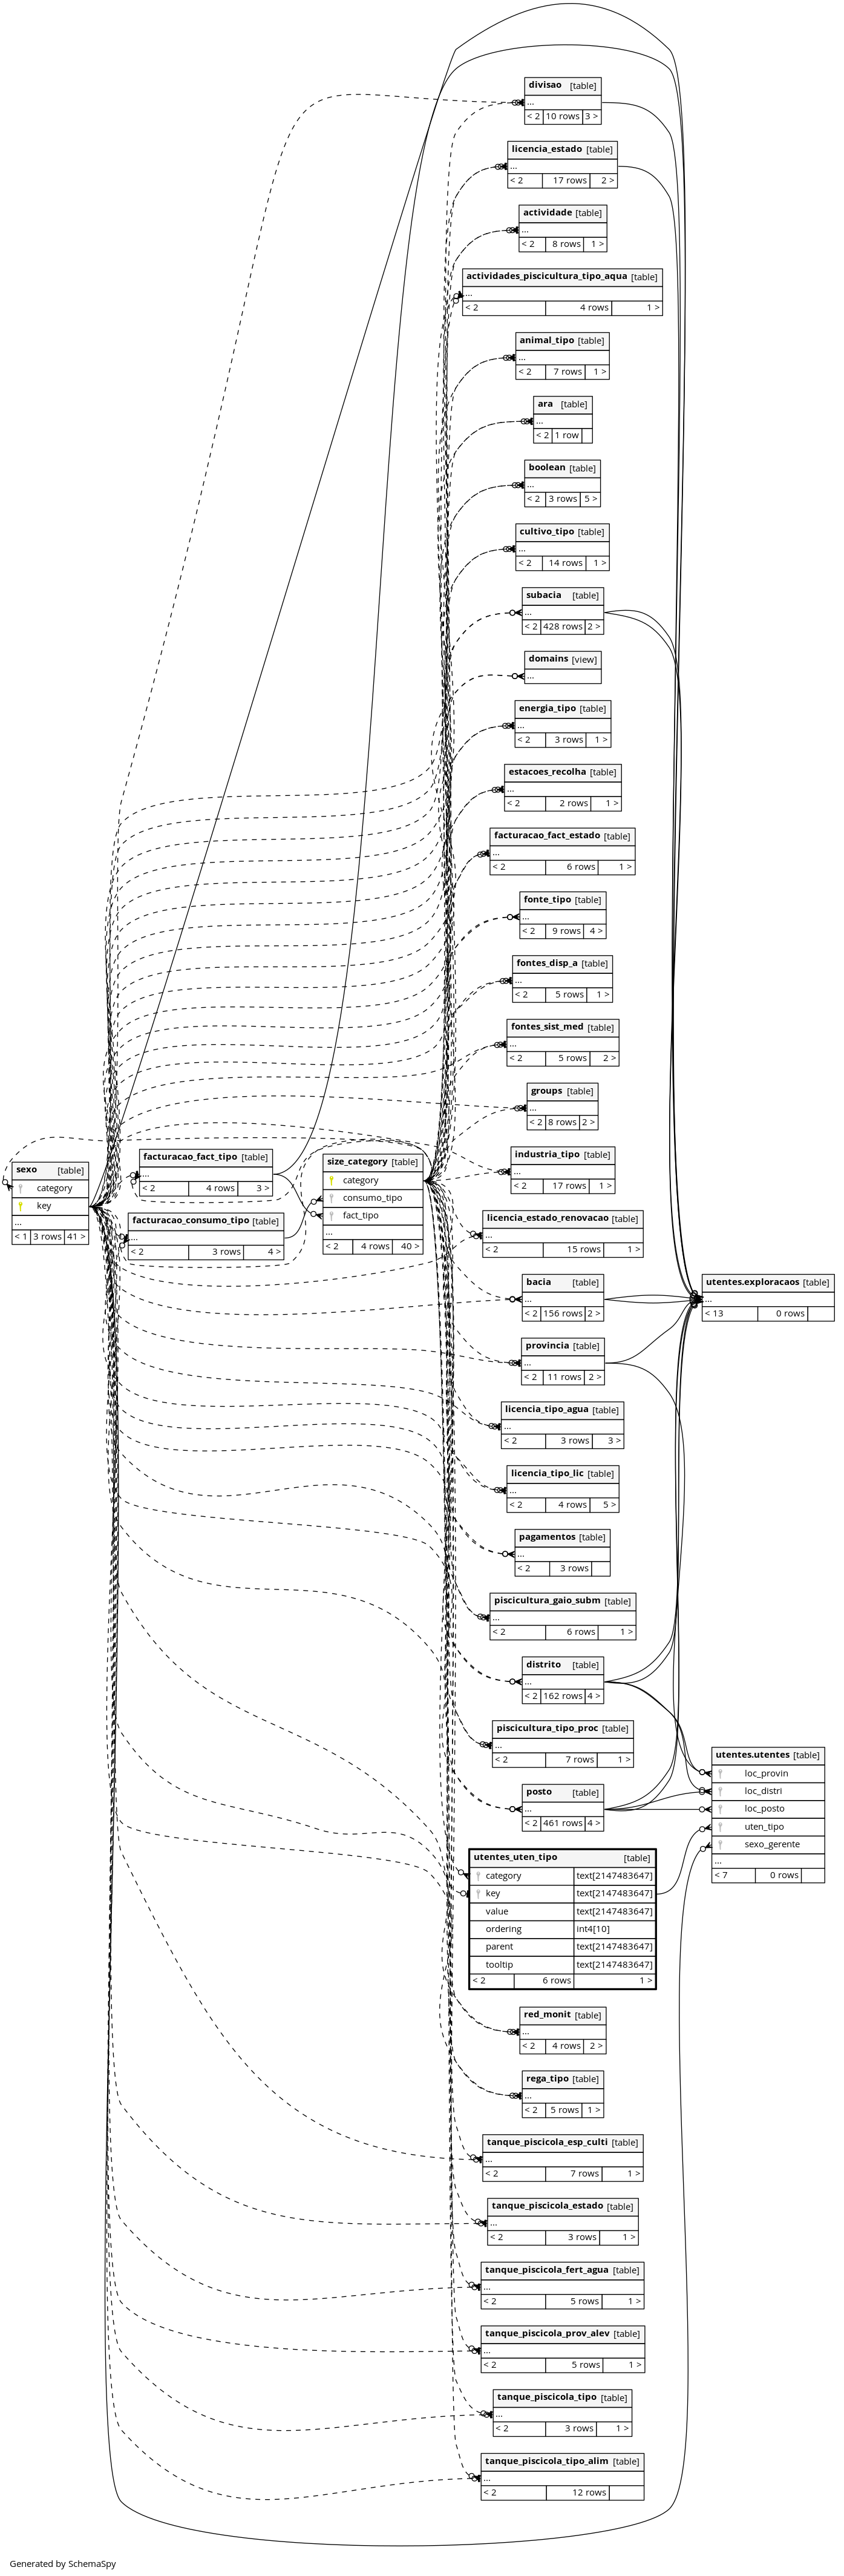 divisao [table]
...
< 2 10 rows 3 >
licencia_estado [table]
...
< 2 17 rows 2 >
actividade [table]
...
< 2 8 rows 1 >
actividades_piscicultura_tipo_aqua [table]
...
< 2 4 rows 1 >
animal_tipo [table]
...
< 2 7 rows 1 >
ara [table]
...
< 2 1 row
boolean [table]
...
< 2 3 rows 5 >
cultivo_tipo [table]
...
< 2 14 rows 1 >
subacia [table]
...
< 2 428 rows 2 >
domains [view]
...
energia_tipo [table]
...
< 2 3 rows 1 >
estacoes_recolha [table]
...
< 2 2 rows 1 >
facturacao_fact_estado [table]
...
< 2 6 rows 1 >
fonte_tipo [table]
...
< 2 9 rows 4 >
fontes_disp_a [table]
...
< 2 5 rows 1 >
fontes_sist_med [table]
...
< 2 5 rows 2 >
groups [table]
...
< 2 8 rows 2 >
sexo [table]
category
key
...
< 1 3 rows 41 >
facturacao_fact_tipo [table]
...
< 2 4 rows 3 >
facturacao_consumo_tipo [table]
...
< 2 3 rows 4 >
size_category [table]
category
consumo_tipo
fact_tipo
...
< 2 4 rows 40 >
industria_tipo [table]
...
< 2 17 rows 1 >
licencia_estado_renovacao [table]
...
< 2 15 rows 1 >
bacia [table]
...
< 2 156 rows 2 >
utentes.exploracaos [table]
...
< 13 0 rows
provincia [table]
...
< 2 11 rows 2 >
licencia_tipo_agua [table]
...
< 2 3 rows 3 >
licencia_tipo_lic [table]
...
< 2 4 rows 5 >
pagamentos [table]
...
< 2 3 rows
piscicultura_gaio_subm [table]
...
< 2 6 rows 1 >
distrito [table]
...
< 2 162 rows 4 >
piscicultura_tipo_proc [table]
...
< 2 7 rows 1 >
posto [table]
...
< 2 461 rows 4 >
utentes.utentes [table]
loc_provin
loc_distri
loc_posto
uten_tipo
sexo_gerente
...
< 7 0 rows
utentes_uten_tipo [table]
category text[2147483647]
key text[2147483647]
value text[2147483647]
ordering int4[10]
parent text[2147483647]
tooltip text[2147483647]
< 2 6 rows 1 >
red_monit [table]
...
< 2 4 rows 2 >
rega_tipo [table]
...
< 2 5 rows 1 >
tanque_piscicola_esp_culti [table]
...
< 2 7 rows 1 >
tanque_piscicola_estado [table]
...
< 2 3 rows 1 >
tanque_piscicola_fert_agua [table]
...
< 2 5 rows 1 >
tanque_piscicola_prov_alev [table]
...
< 2 5 rows 1 >
tanque_piscicola_tipo [table]
...
< 2 3 rows 1 >
tanque_piscicola_tipo_alim [table]
...
< 2 12 rows
Generated by SchemaSpy